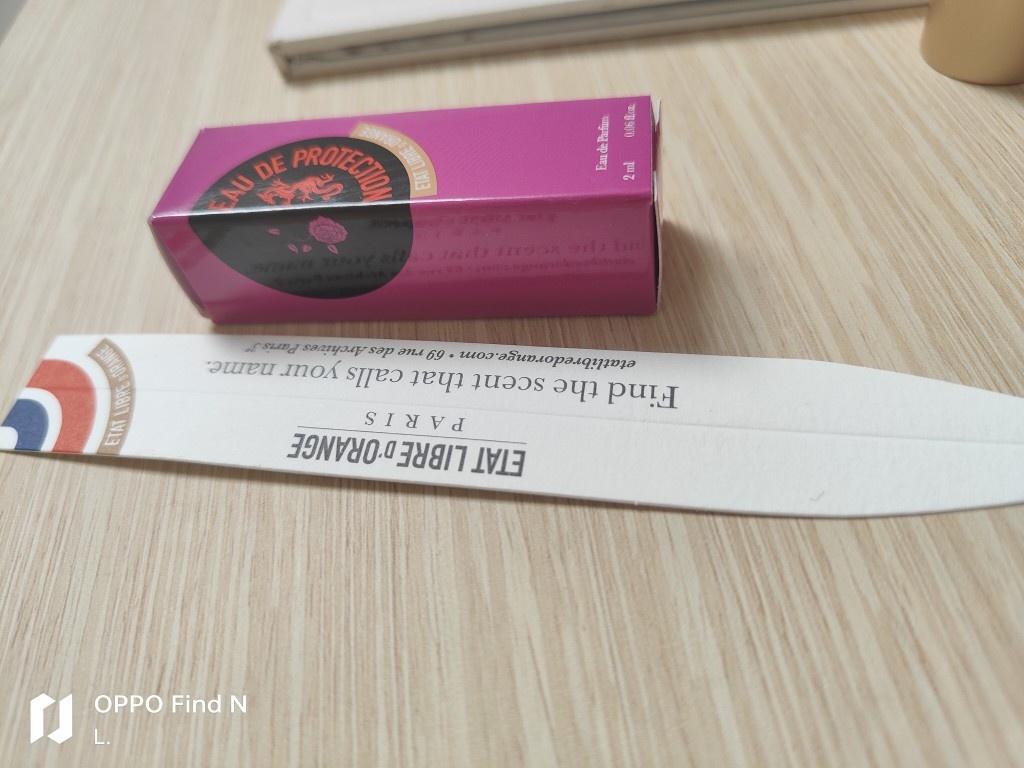 EAU DE PROTECTION
ETAT LIBRE D'ORANGE
Eau de Parfum
2 ml 0.06 fl.oz.
ETAT LIBRE D'ORANGE
ETAT LIBRE D'ORANGE
PARIS
Find the scent that calls your name.
etatlibredorange.com • 69 rue des Archives Paris 3e
OPPO Find N
L.